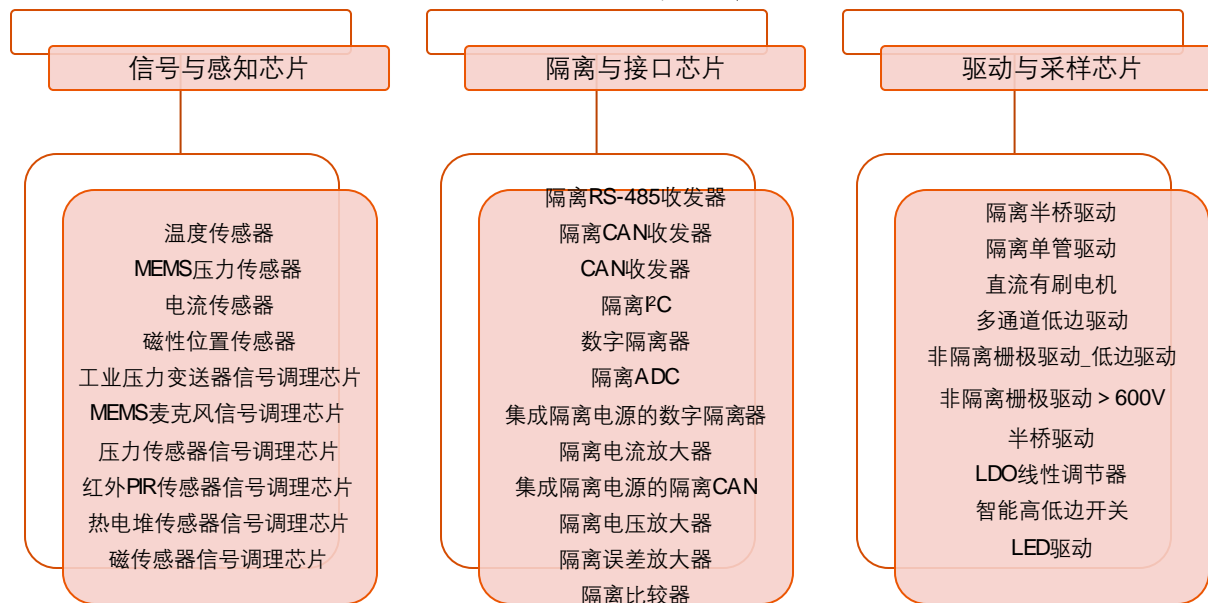 信号与感知芯片
温度传感器
MEMS压力传感器
电流传感器
磁性位置传感器
工业压力变送器信号调理芯片
MEMS麦克风信号调理芯片
压力传感器信号调理芯片
红外PIR传感器信号调理芯片
热电堆传感器信号调理芯片
磁传感器信号调理芯片
隔离与接口芯片
隔离RS-485收发器
隔离CAN收发器
CAN收发器
隔离I²C
数字隔离器
隔离ADC
集成隔离电源的数字隔离器
隔离电流放大器
集成隔离电源的隔离CAN
隔离电压放大器
隔离误差放大器
隔离比较器
驱动与采样芯片
隔离半桥驱动
隔离单管驱动
直流有刷电机
多通道低边驱动
非隔离栅极驱动_低边驱动
非隔离栅极驱动 > 600V
半桥驱动
LDO线性调节器
智能高低边开关
LED驱动